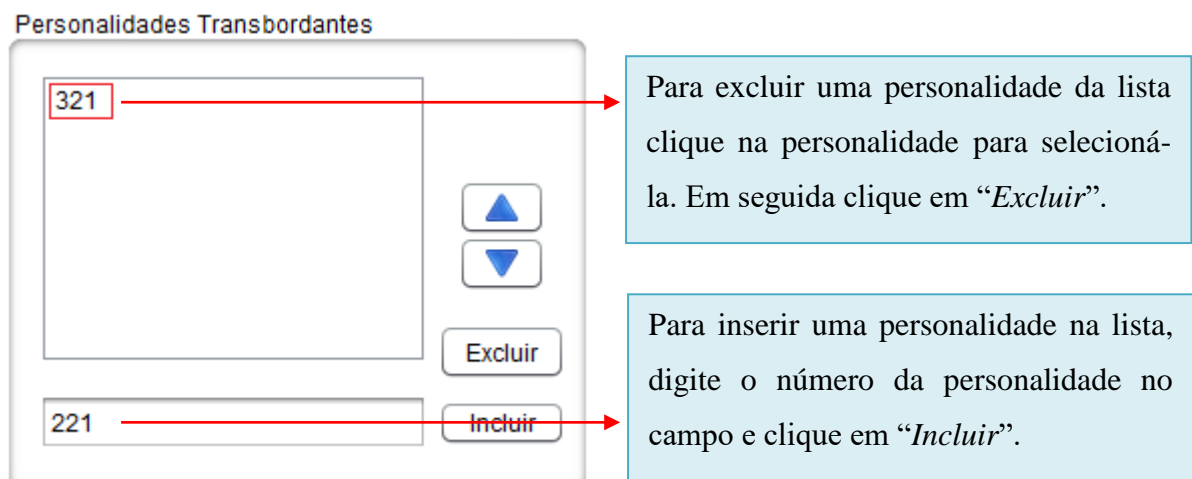 Personalidades Transbordantes
321
Para excluir uma personalidade da lista
clique na personalidade para selecioná-
la. Em seguida clique em “Excluir”.
Excluir
Para inserir uma personalidade na lista,
digite o número da personalidade no
campo e clique em “Incluir”.
221
Incluir